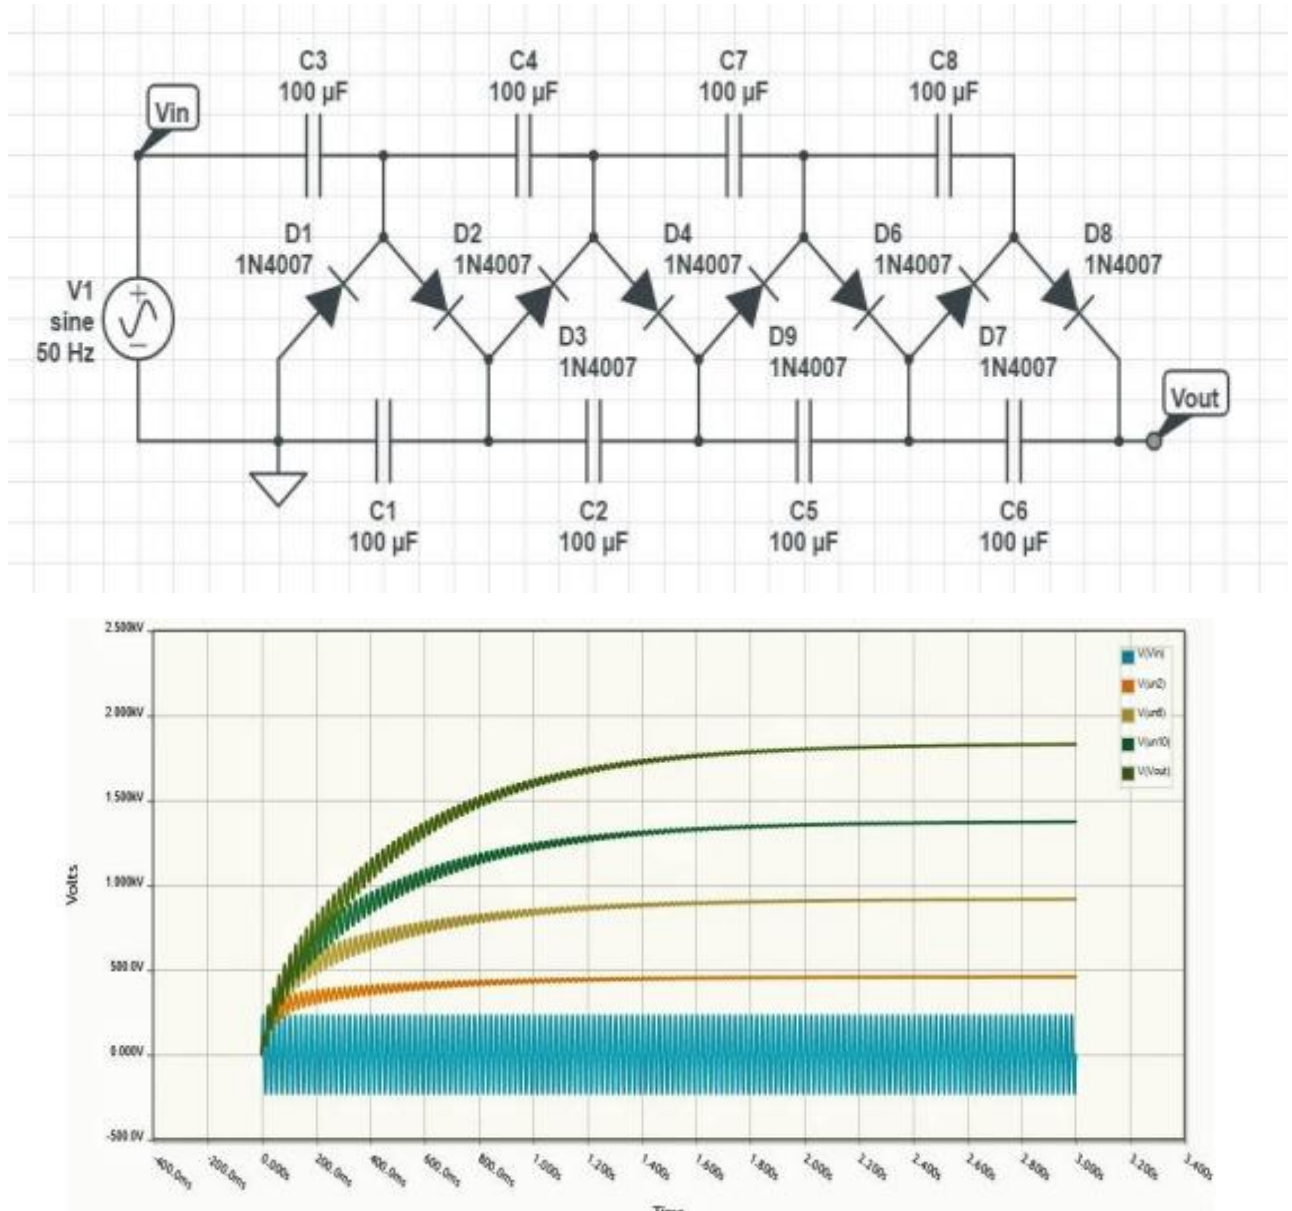 C3
100 µF
C4
100 µF
C7
100 µF
C8
100 µF
Vin
D1
1N4007
D2
1N4007
D4
1N4007
D6
1N4007
D8
1N4007
V1
+
sine
50 Hz
D3
1N4007
D9
1N4007
D7
1N4007
Vout
C1
100 µF
C2
100 µF
C5
100 µF
C6
100 µF
2.500kV
2.000kV
1.500kV
1.000kV
500.0V
0.000V
-500.0V
Volts
V(Vin)
V(un2)
V(un6)
V(un10)
V(Vout)
-400.0ms
-200.0ms
0.000s
200.0ms
400.0ms
600.0ms
800.0ms
1.000s
1.200s
1.400s
1.600s
1.800s
2.000s
2.200s
2.400s
2.600s
2.800s
3.000s
3.200s
3.400s
Time